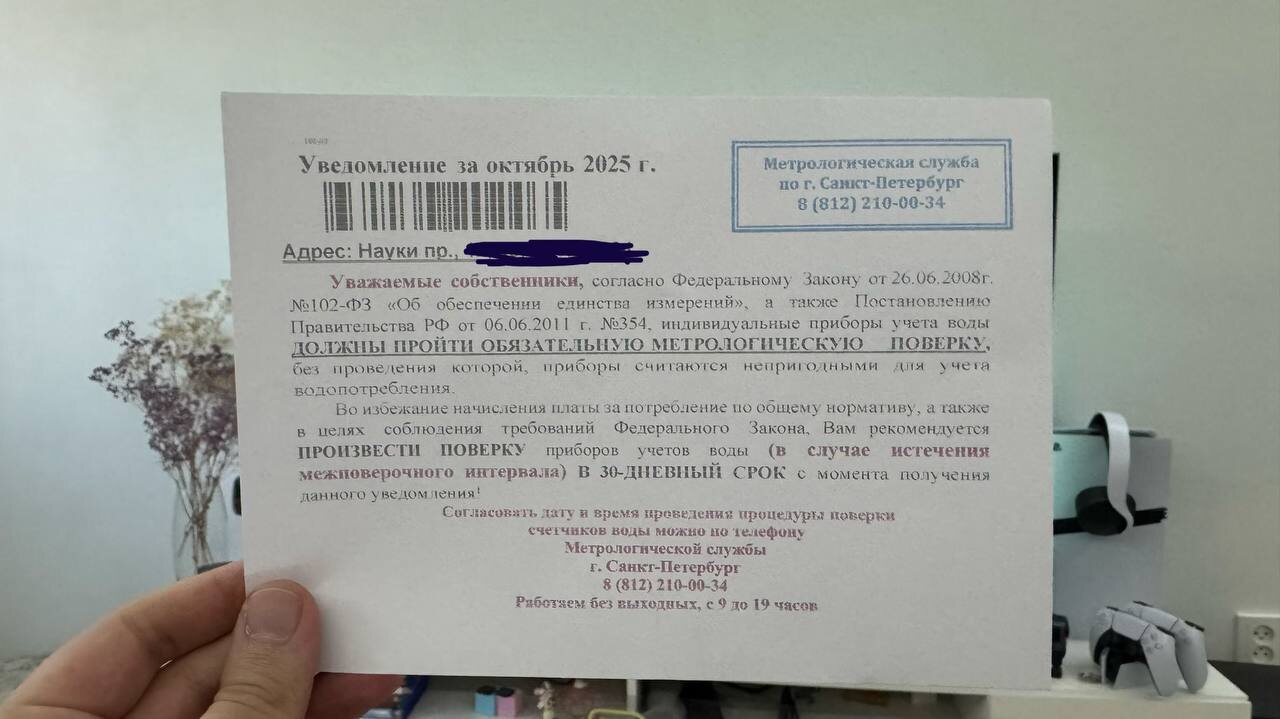 Уведомление за октябрь 2025 г.
Метрологическая служба
по г. Санкт-Петербург
8 (812) 210-00-34
Адрес: Науки пр.,
Уважаемые собственники, согласно Федеральному Закону от 26.06.2008г.
№102-ФЗ «Об обеспечении единства измерений», а также Постановлению
Правительства РФ от 06.06.2011 г. №354, индивидуальные приборы учета воды
ДОЛЖНЫ ПРОЙТИ ОБЯЗАТЕЛЬНУЮ МЕТРОЛОГИЧЕСКУЮ ПОВЕРКУ,
без проведения которой, приборы считаются непригодными для учета
водопотребления.
Во избежание начисления платы за потребление по общему нормативу, а также
в целях соблюдения требований Федерального Закона, Вам рекомендуется
ПРОИЗВЕСТИ ПОВЕРКУ приборов учетов воды (в случае истечения
межповерочного интервала) В 30-ДНЕВНЫЙ СРОК с момента получения
данного уведомления!
Согласовать дату и время проведения процедуры поверки
счетчиков воды можно по телефону
Метрологической службы
г. Санкт-Петербург
8 (812) 210-00-34
Работаем без выходных, с 9 до 19 часов